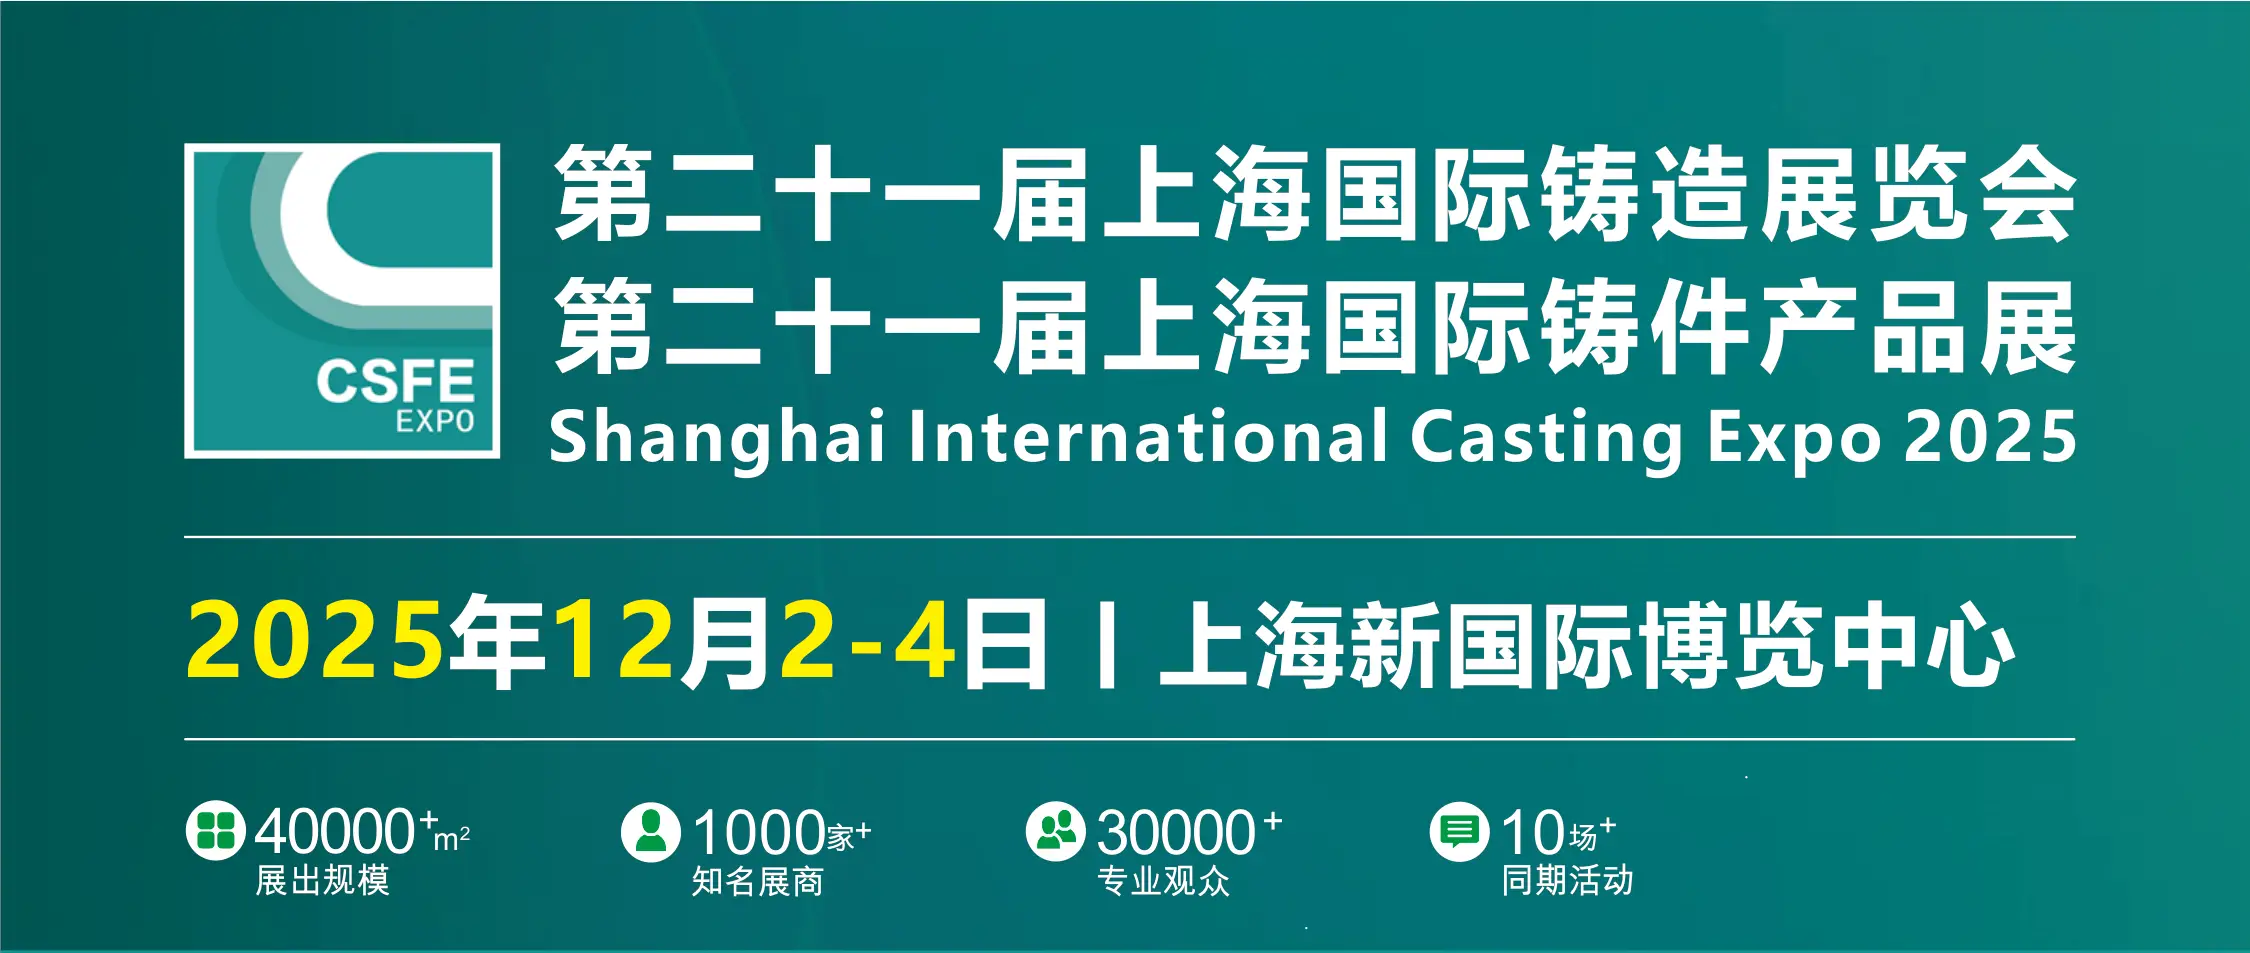 CSFE
EXPO
第二十一届上海国际铸造展览会
第二十一届上海国际铸件产品展
Shanghai International Casting Expo 2025
2025年12月2-4日 | 上海新国际博览中心
40000+m²
展出规模
1000家+
知名展商
30000+
专业观众
10场+
同期活动